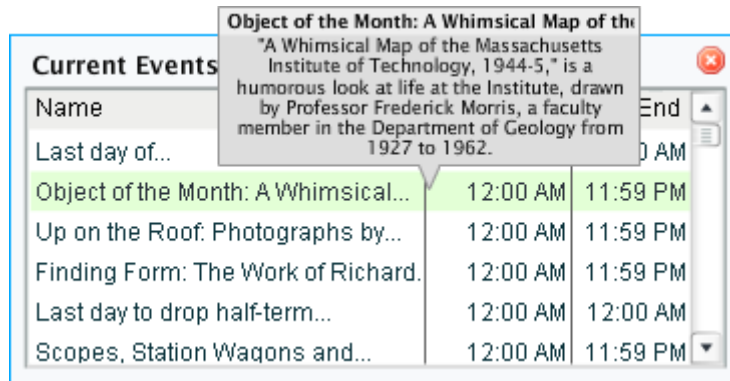 Object of the Month: A Whimsical Map of the
"A Whimsical Map of the Massachusetts
Institute of Technology, 1944-5," is a
humorous look at life at the Institute, drawn
by Professor Frederick Morris, a faculty
member in the Department of Geology from
1927 to 1962.
Current Events
Name End
Last day of... AM
Object of the Month: A Whimsical... 12:00 AM 11:59 PM
Up on the Roof: Photographs by... 12:00 AM 11:59 PM
Finding Form: The Work of Richard. 12:00 AM 11:59 PM
Last day to drop half-term... 12:00 AM 12:00 AM
Scopes, Station Wagons and... 12:00 AM 11:59 PM